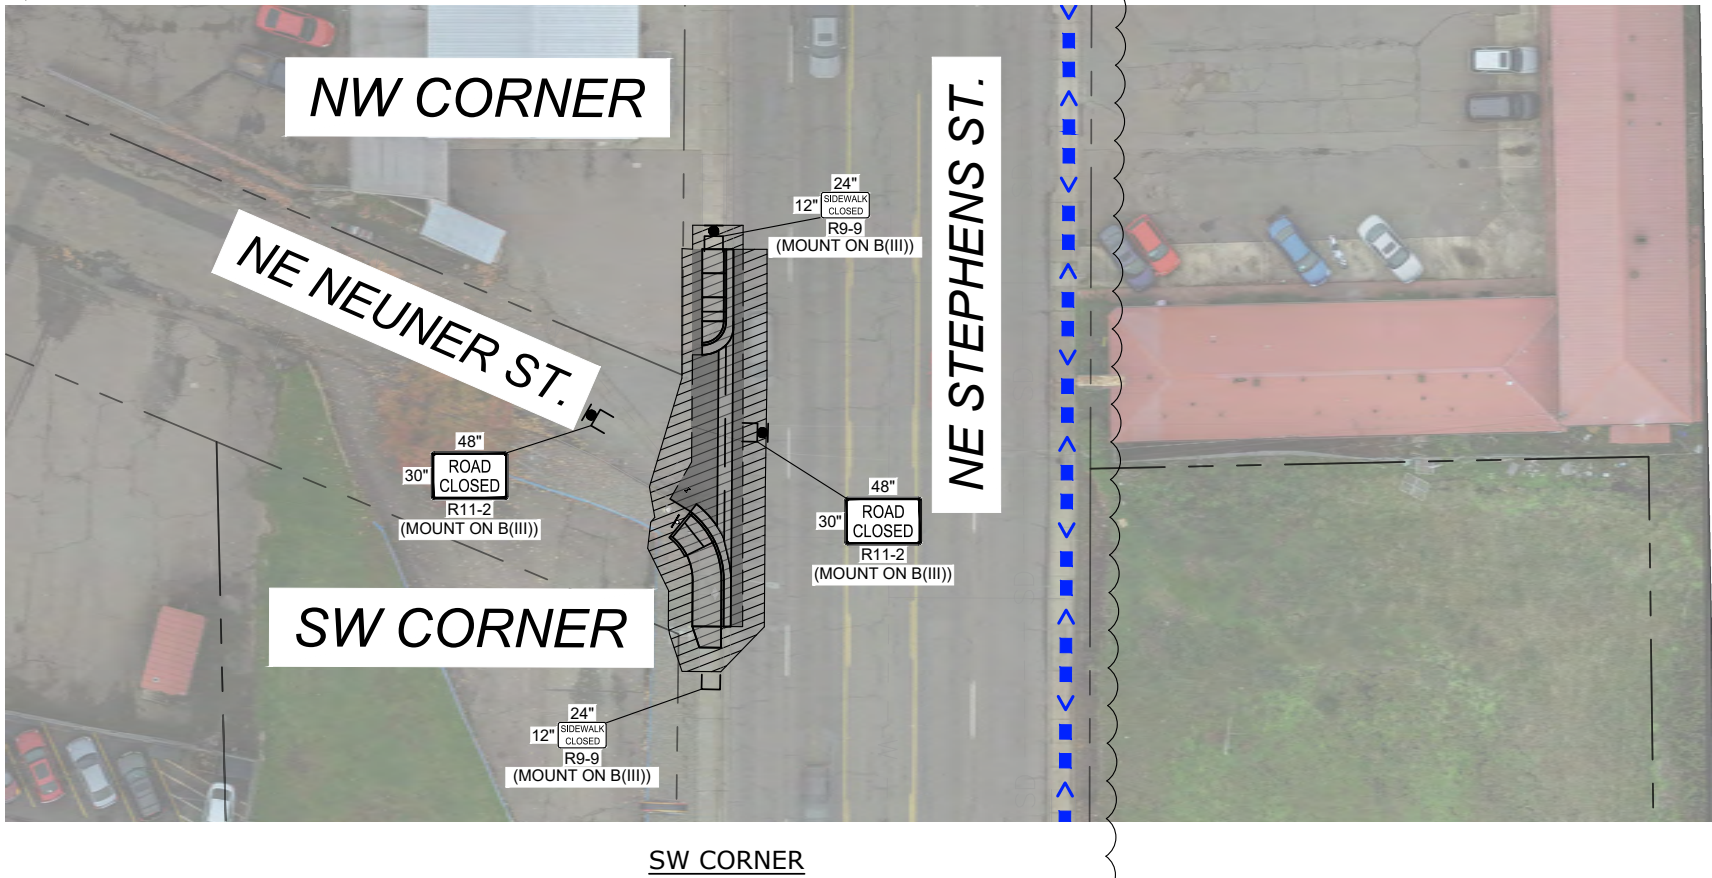 NW CORNER
24"
12"
SIDEWALK
CLOSED
R9-9
(MOUNT ON B(III))
NE NEUNER ST.
NE STEPHENS ST.
48"
30"
ROAD
CLOSED
R11-2
(MOUNT ON B(III))
48"
30"
ROAD
CLOSED
R11-2
(MOUNT ON B(III))
SW CORNER
24"
12"
SIDEWALK
CLOSED
R9-9
(MOUNT ON B(III))
SW CORNER